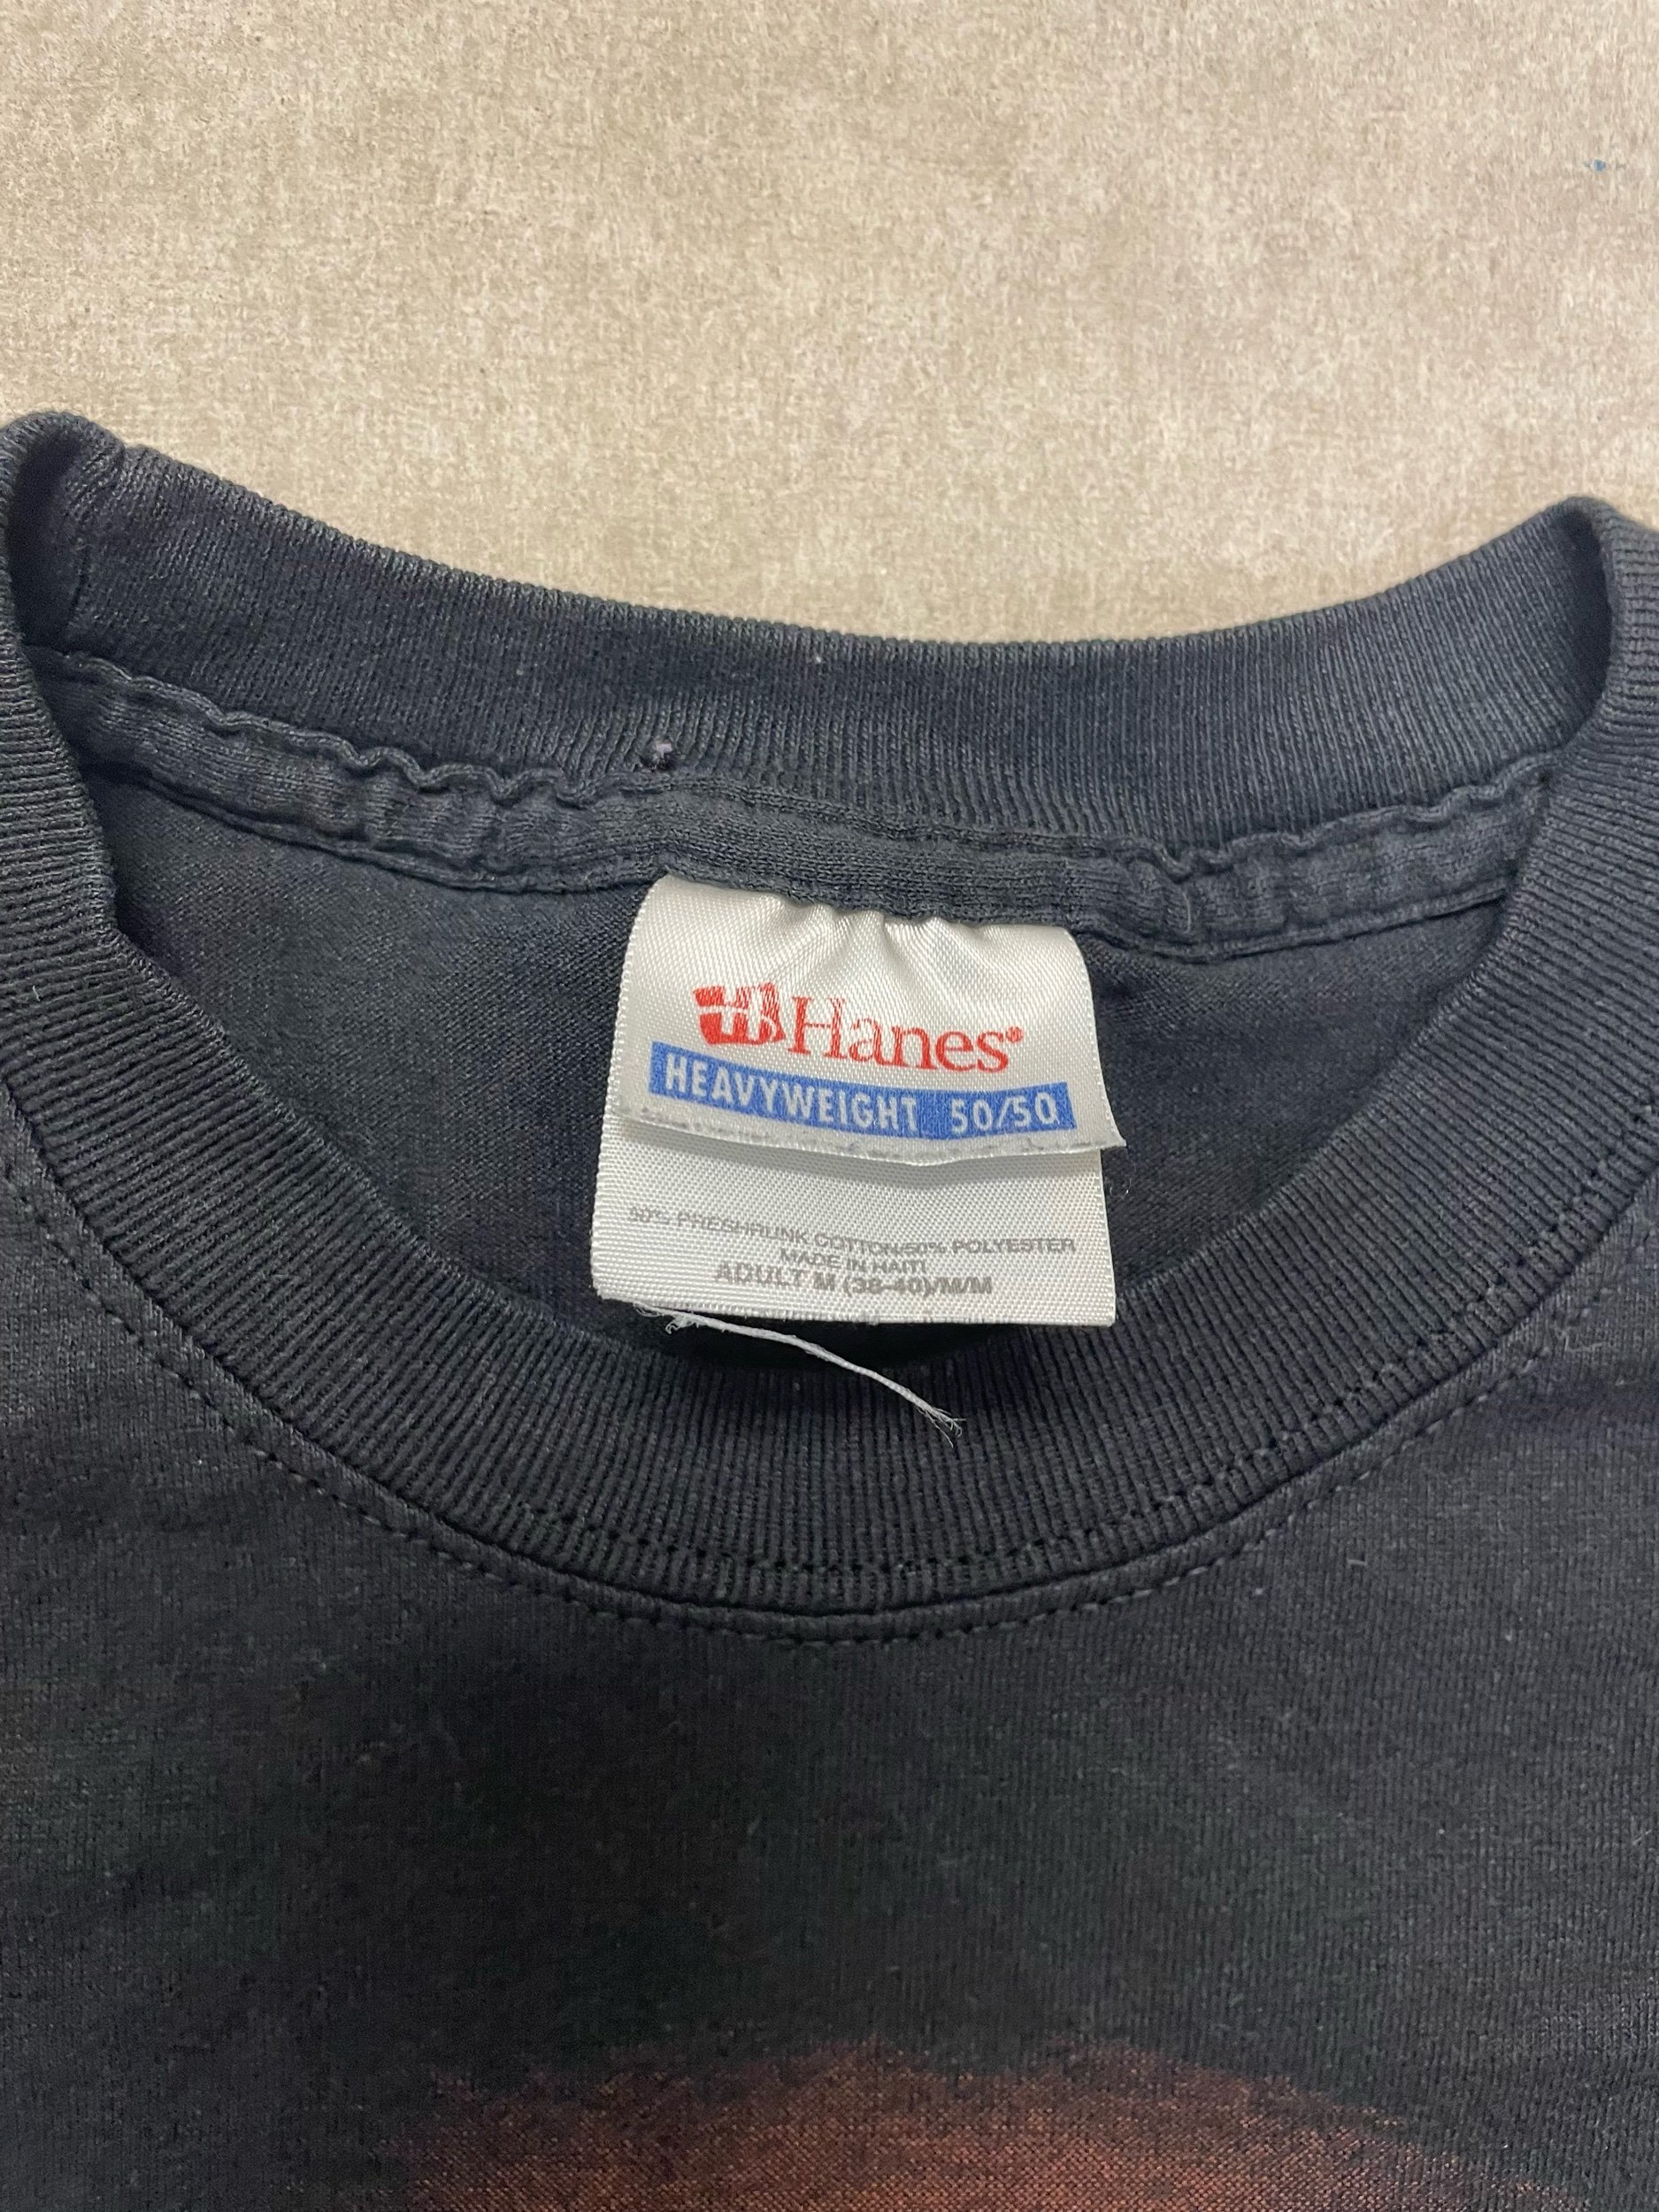 Hanes®
HEAVYWEIGHT 50/50
50% PRESHRUNK COTTON/50% POLYESTER
MADE IN HAITI
ADULT M (38-40)/M/M